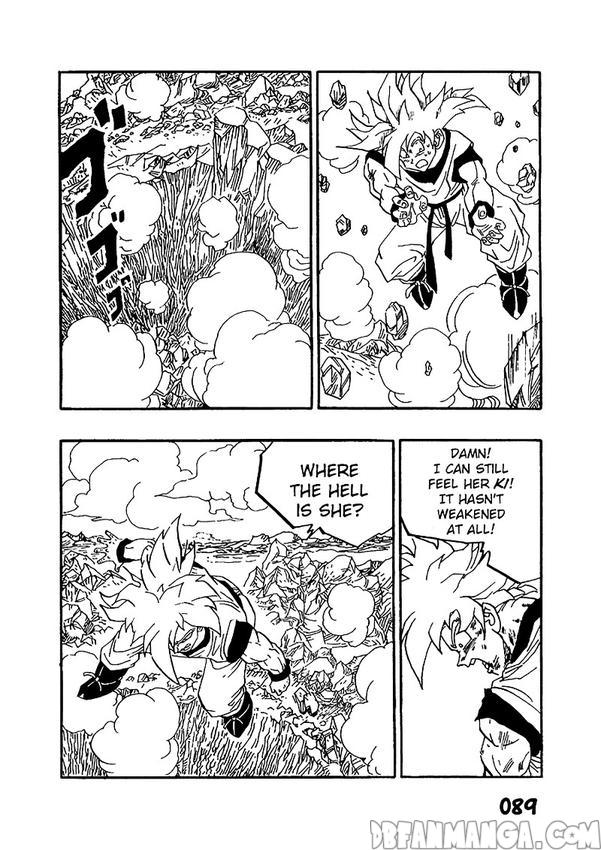 DAMN!
I CAN STILL
FEEL HER KI!
IT HASN'T
WEAKENED
AT ALL!
WHERE
THE HELL
IS SHE?
089
DBFANMANGA.COM